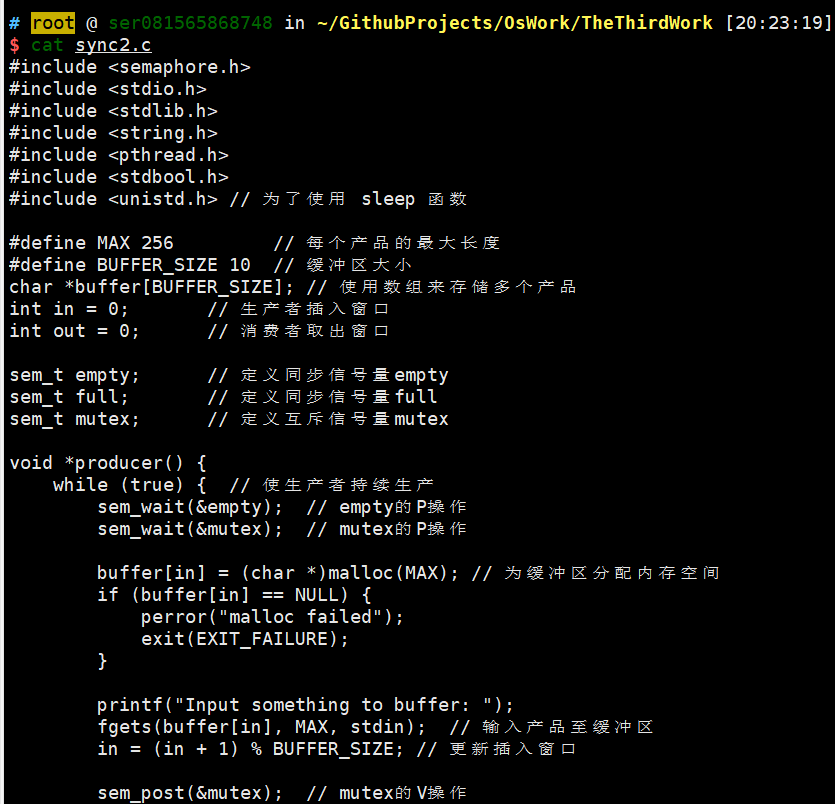 # root @ ser081565868748 in ~/GithubProjects/OsWork/TheThirdWork [20:23:19]
$ cat sync2.c
#include <semaphore.h>
#include <stdio.h>
#include <stdlib.h>
#include <string.h>
#include <pthread.h>
#include <stdbool.h>
#include <unistd.h> // 为了使用 sleep 函数

#define MAX 256         // 每个产品的最大长度
#define BUFFER_SIZE 10  // 缓冲区大小
char *buffer[BUFFER_SIZE]; // 使用数组来存储多个产品
int in = 0;       // 生产者插入窗口
int out = 0;      // 消费者取出窗口

sem_t empty;      // 定义同步信号量empty
sem_t full;       // 定义同步信号量full
sem_t mutex;      // 定义互斥信号量mutex

void *producer() {
    while (true) {  // 使生产者持续生产
        sem_wait(&empty);  // empty的P操作
        sem_wait(&mutex);  // mutex的P操作

        buffer[in] = (char *)malloc(MAX); // 为缓冲区分配内存空间
        if (buffer[in] == NULL) {
            perror("malloc failed");
            exit(EXIT_FAILURE);
        }

        printf("Input something to buffer: ");
        fgets(buffer[in], MAX, stdin);  // 输入产品至缓冲区
        in = (in + 1) % BUFFER_SIZE; // 更新插入窗口

        sem_post(&mutex);  // mutex的V操作